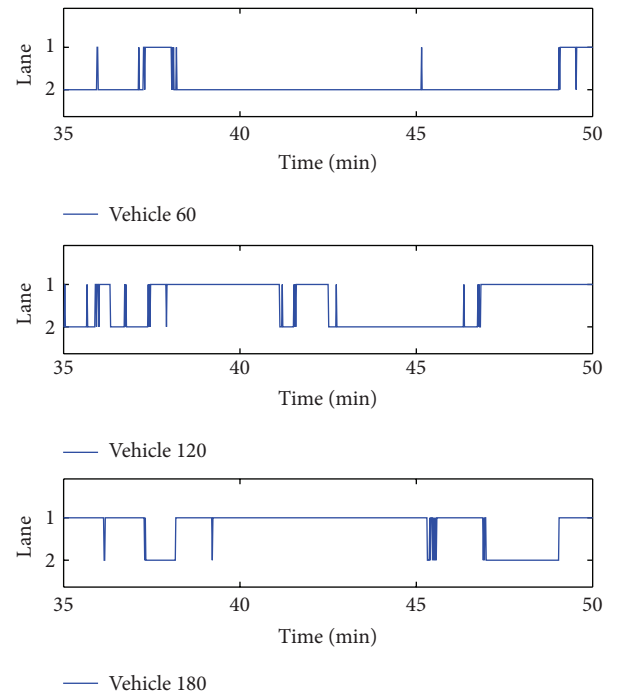 Lane
1
2
35 40 45 50
Time (min)
Vehicle 60
Lane
1
2
35 40 45 50
Time (min)
Vehicle 120
Lane
1
2
35 40 45 50
Time (min)
Vehicle 180